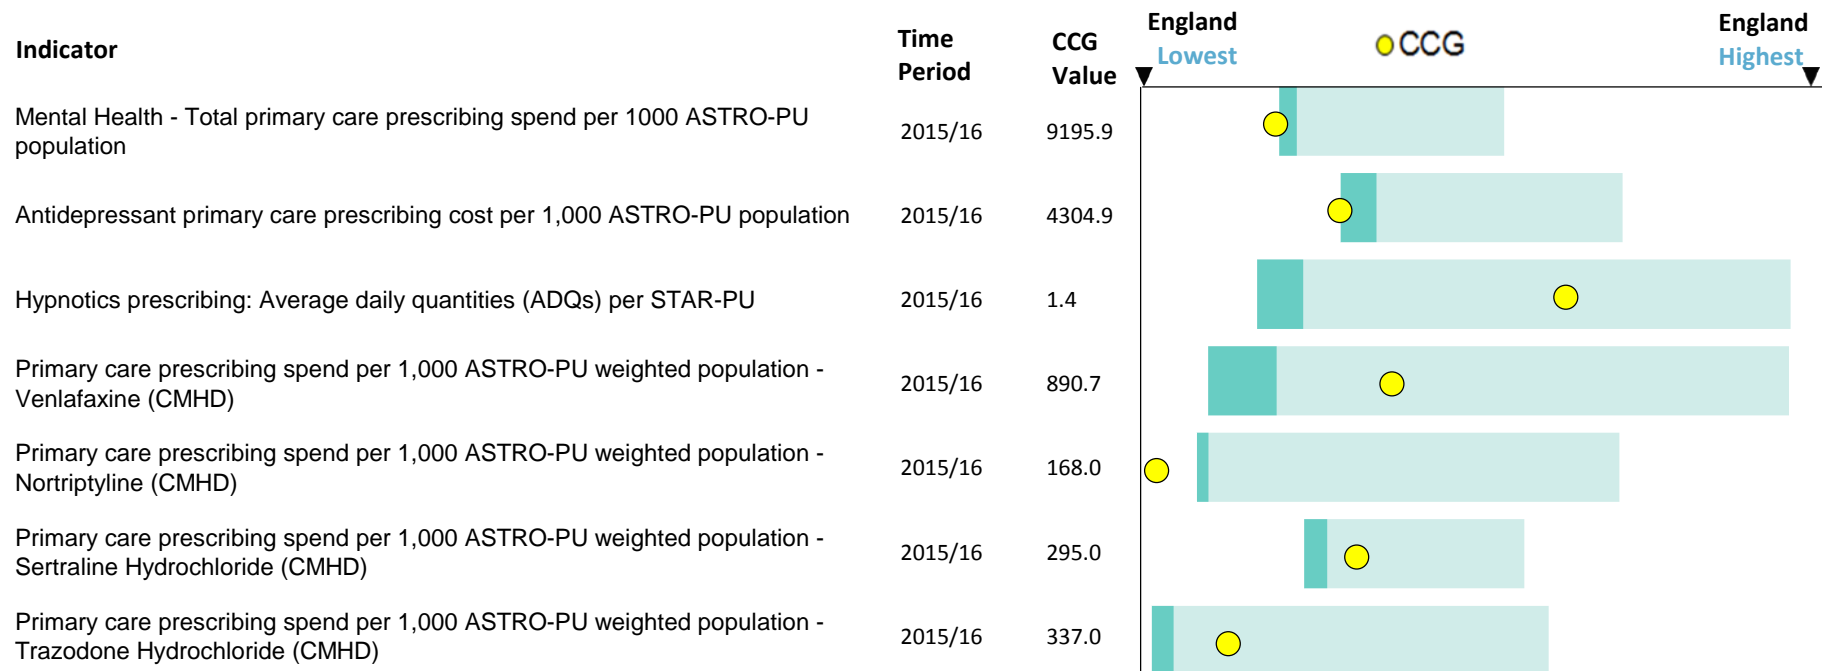 Indicator
Time
Period
CCG
Value
England
Lowest
CCG
England
Highest
Mental Health - Total primary care prescribing spend per 1000 ASTRO-PU
population
2015/16
9195.9
Antidepressant primary care prescribing cost per 1,000 ASTRO-PU population
2015/16
4304.9
Hypnotics prescribing: Average daily quantities (ADQs) per STAR-PU
2015/16
1.4
Primary care prescribing spend per 1,000 ASTRO-PU weighted population -
Venlafaxine (CMHD)
2015/16
890.7
Primary care prescribing spend per 1,000 ASTRO-PU weighted population -
Nortriptyline (CMHD)
2015/16
168.0
Primary care prescribing spend per 1,000 ASTRO-PU weighted population -
Sertraline Hydrochloride (CMHD)
2015/16
295.0
Primary care prescribing spend per 1,000 ASTRO-PU weighted population -
Trazodone Hydrochloride (CMHD)
2015/16
337.0